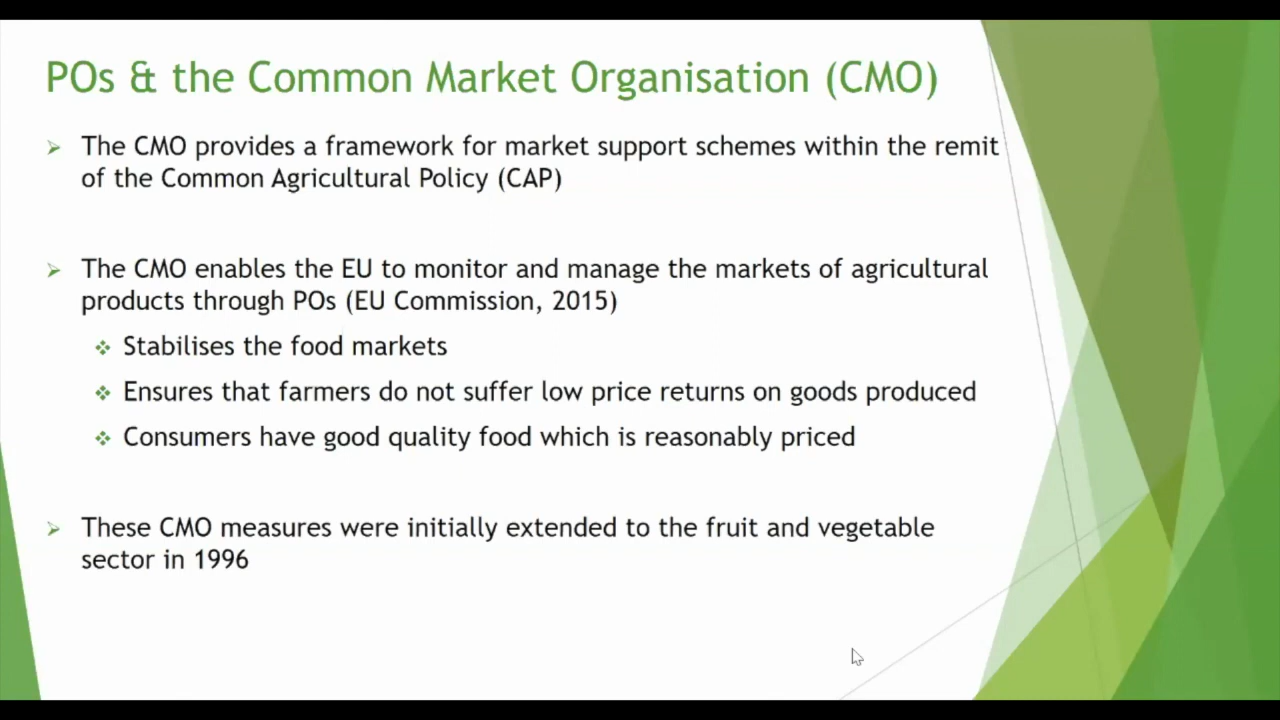 POs & the Common Market Organisation (CMO)
The CMO provides a framework for market support schemes within the remit
of the Common Agricultural Policy (CAP)
The CMO enables the EU to monitor and manage the markets of agricultural
products through POs (EU Commission, 2015)
Stabilises the food markets
Ensures that farmers do not suffer low price returns on goods produced
Consumers have good quality food which is reasonably priced
These CMO measures were initially extended to the fruit and vegetable
sector in 1996